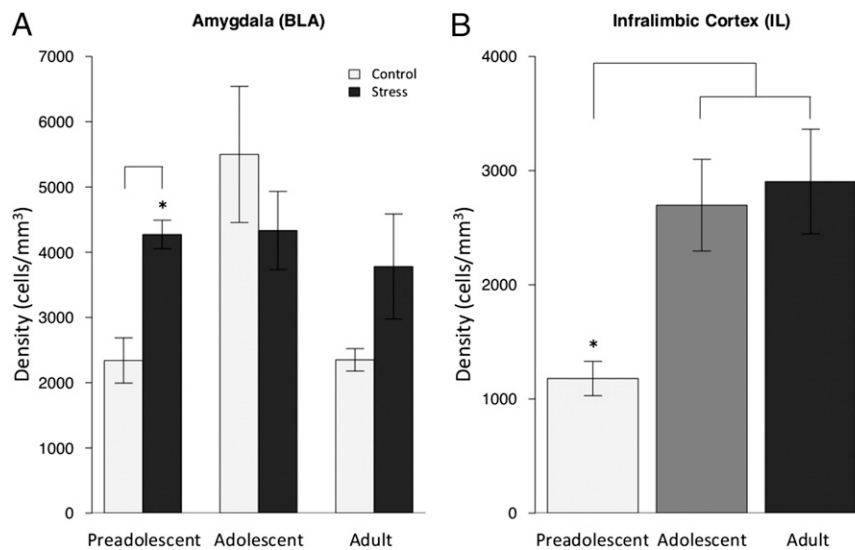 A
Amygdala (BLA)
Density (cells/mm³)
7000
6000
5000
4000
3000
2000
1000
0
Control
Stress
*
Preadolescent
Adolescent
Adult
B
Infralimbic Cortex (IL)
Density (cells/mm³)
4000
3000
2000
1000
0
*
Preadolescent
Adolescent
Adult